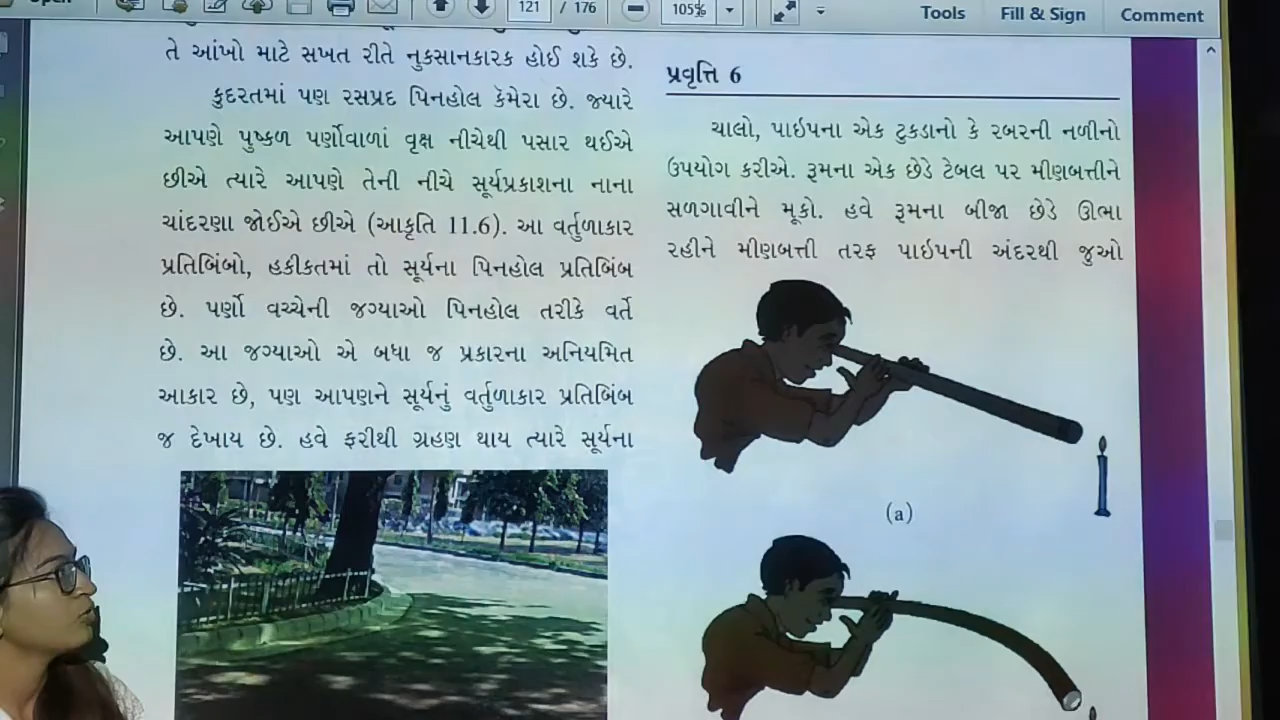 121 / 176
105%
Tools
Fill & Sign
Comment
તે આંખો માટે સખત રીતે નુકસાનકારક હોઈ શકે છે.
કુદરતમાં પણ રસપ્રદ પિનહોલ કૅમેરા છે. જ્યારે
આપણે પુષ્કળ પર્ણોવાળાં વૃક્ષ નીચેથી પસાર થઈએ
છીએ ત્યારે આપણે તેની નીચે સૂર્યપ્રકાશના નાના
ચાંદરણા જોઈએ છીએ (આકૃતિ 11.6). આ વર્તુળાકાર
પ્રતિબિંબો, હકીકતમાં તો સૂર્યના પિનહોલ પ્રતિબિંબ
છે. પર્ણો વચ્ચેની જગ્યાઓ પિનહોલ તરીકે વર્તે
છે. આ જગ્યાઓ એ બધા જ પ્રકારના અનિયમિત
આકાર છે, પણ આપણને સૂર્યનું વર્તુળાકાર પ્રતિબિંબ
જ દેખાય છે. હવે ફરીથી ગ્રહણ થાય ત્યારે સૂર્યના
પ્રવૃત્તિ 6
ચાલો, પાઇપના એક ટુકડાનો કે રબરની નળીનો
ઉપયોગ કરીએ. રૂમના એક છેડે ટેબલ પર મીણબત્તીને
સળગાવીને મૂકો. હવે રૂમના બીજા છેડે ઊભા
રહીને મીણબત્તી તરફ પાઇપની અંદરથી જુઓ
(a)